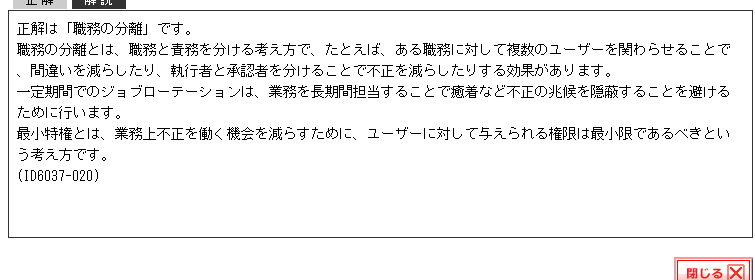 正解 解説
正解は「職務の分離」です。
職務の分離とは、職務と責務を分ける考え方で、たとえば、ある職務に対して複数のユーザーを関わらせることで
、間違いを減らしたり、執行者と承認者を分けることで不正を減らしたりする効果があります。
一定期間でのジョブローテーションは、業務を長期間担当することで癒着など不正の兆候を隠蔽することを避ける
ために行います。
最小特権とは、業務上不正を働く機会を減らすために、ユーザーに対して与えられる権限は最小限であるべきとい
う考え方です。
(ID6037-020)
閉じる